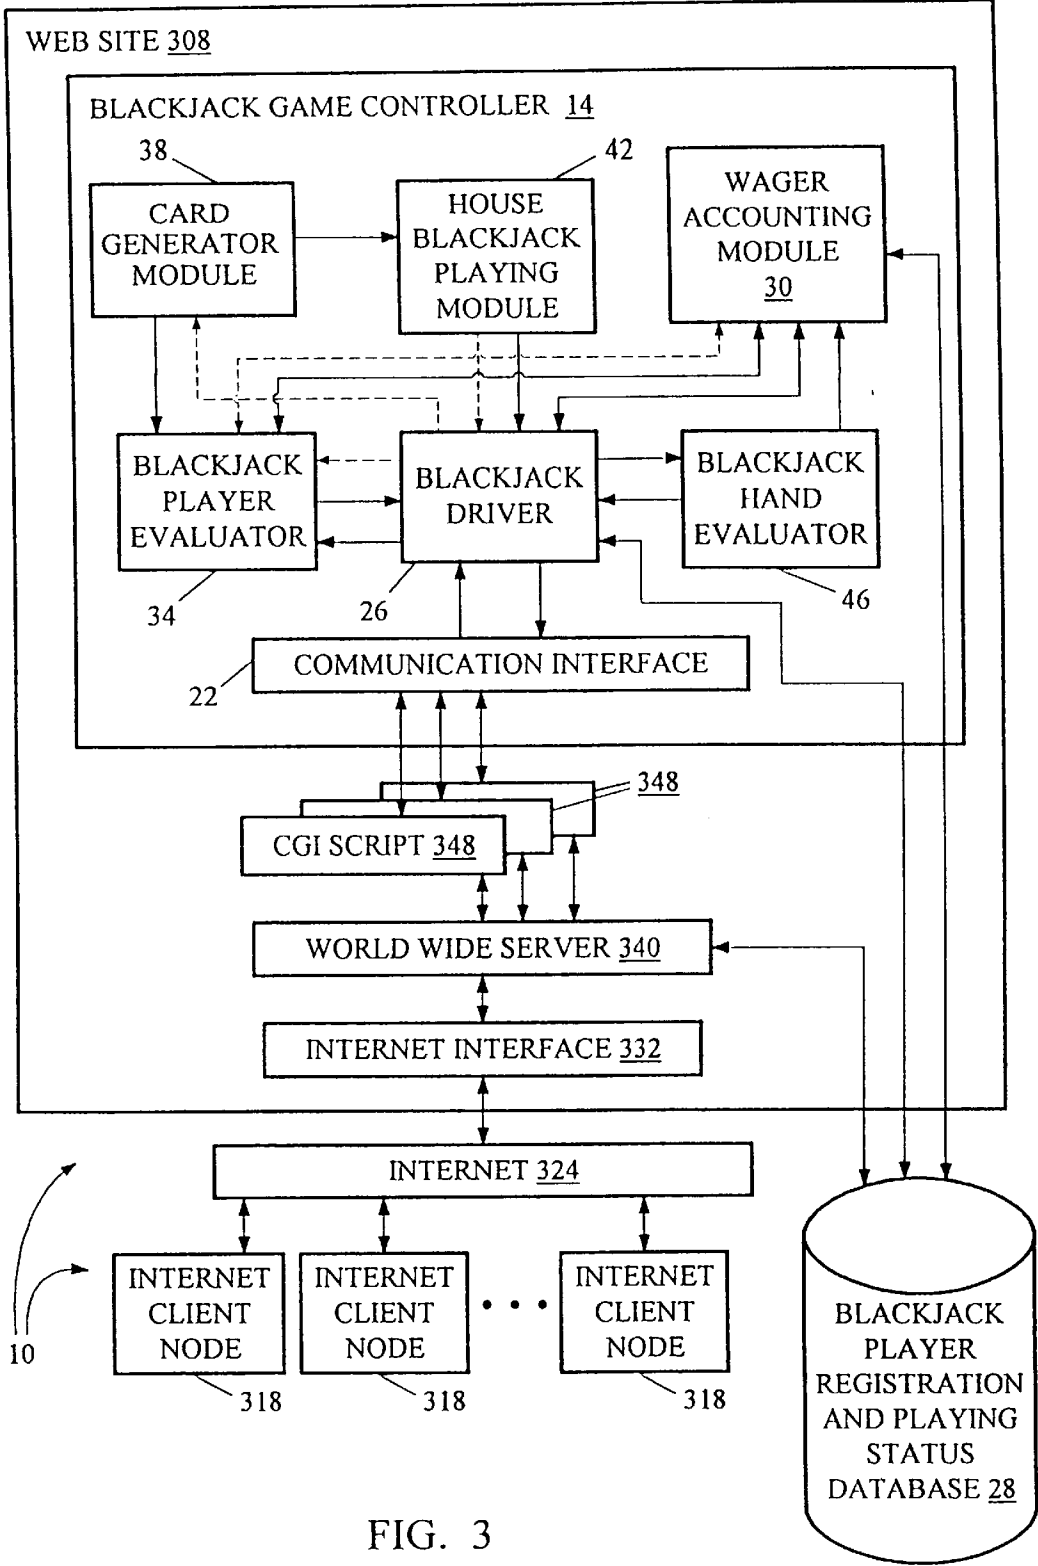 WEB SITE 308
BLACKJACK GAME CONTROLLER 14
38
42
CARD
GENERATOR
MODULE
HOUSE
BLACKJACK
PLAYING
MODULE
WAGER
ACCOUNTING
MODULE
30
BLACKJACK
PLAYER
EVALUATOR
BLACKJACK
DRIVER
BLACKJACK
HAND
EVALUATOR
34
26
46
COMMUNICATION INTERFACE
22
348
CGI SCRIPT 348
WORLD WIDE SERVER 340
INTERNET INTERFACE 332
INTERNET 324
INTERNET
CLIENT
NODE
INTERNET
CLIENT
NODE
INTERNET
CLIENT
NODE
10
318
318
318
BLACKJACK
PLAYER
REGISTRATION
AND PLAYING
STATUS
DATABASE 28
FIG. 3